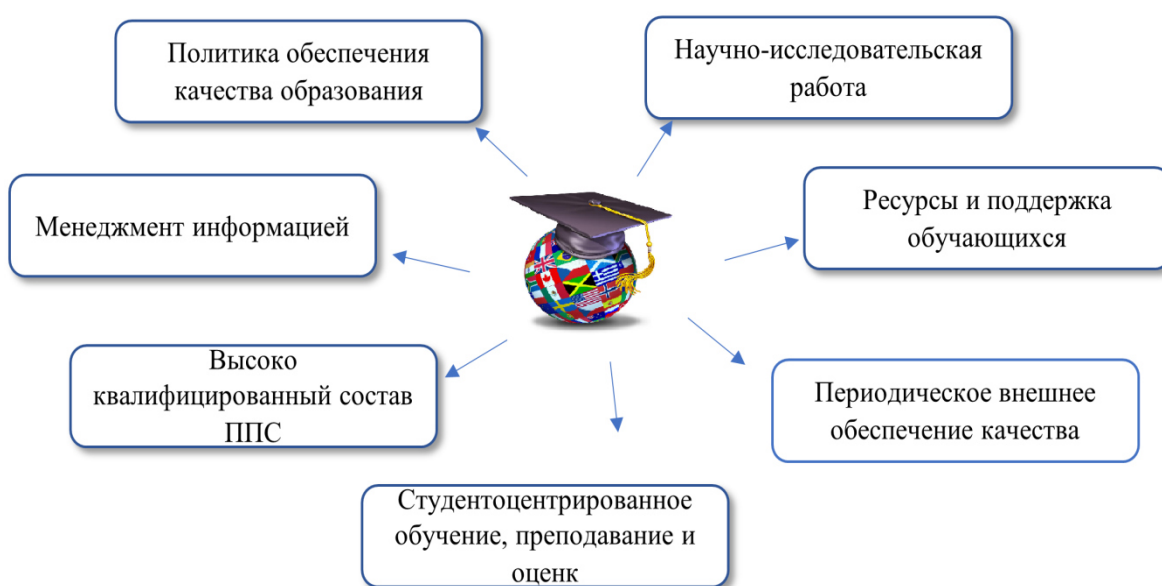 Политика обеспечения
качества образования
Научно-исследовательская
работа
Менеджмент информацией
Ресурсы и поддержка
обучающихся
Высоко
квалифицированный состав
ППС
Периодическое внешнее
обеспечение качества
Студентоцентрированное
обучение, преподавание и
оценк